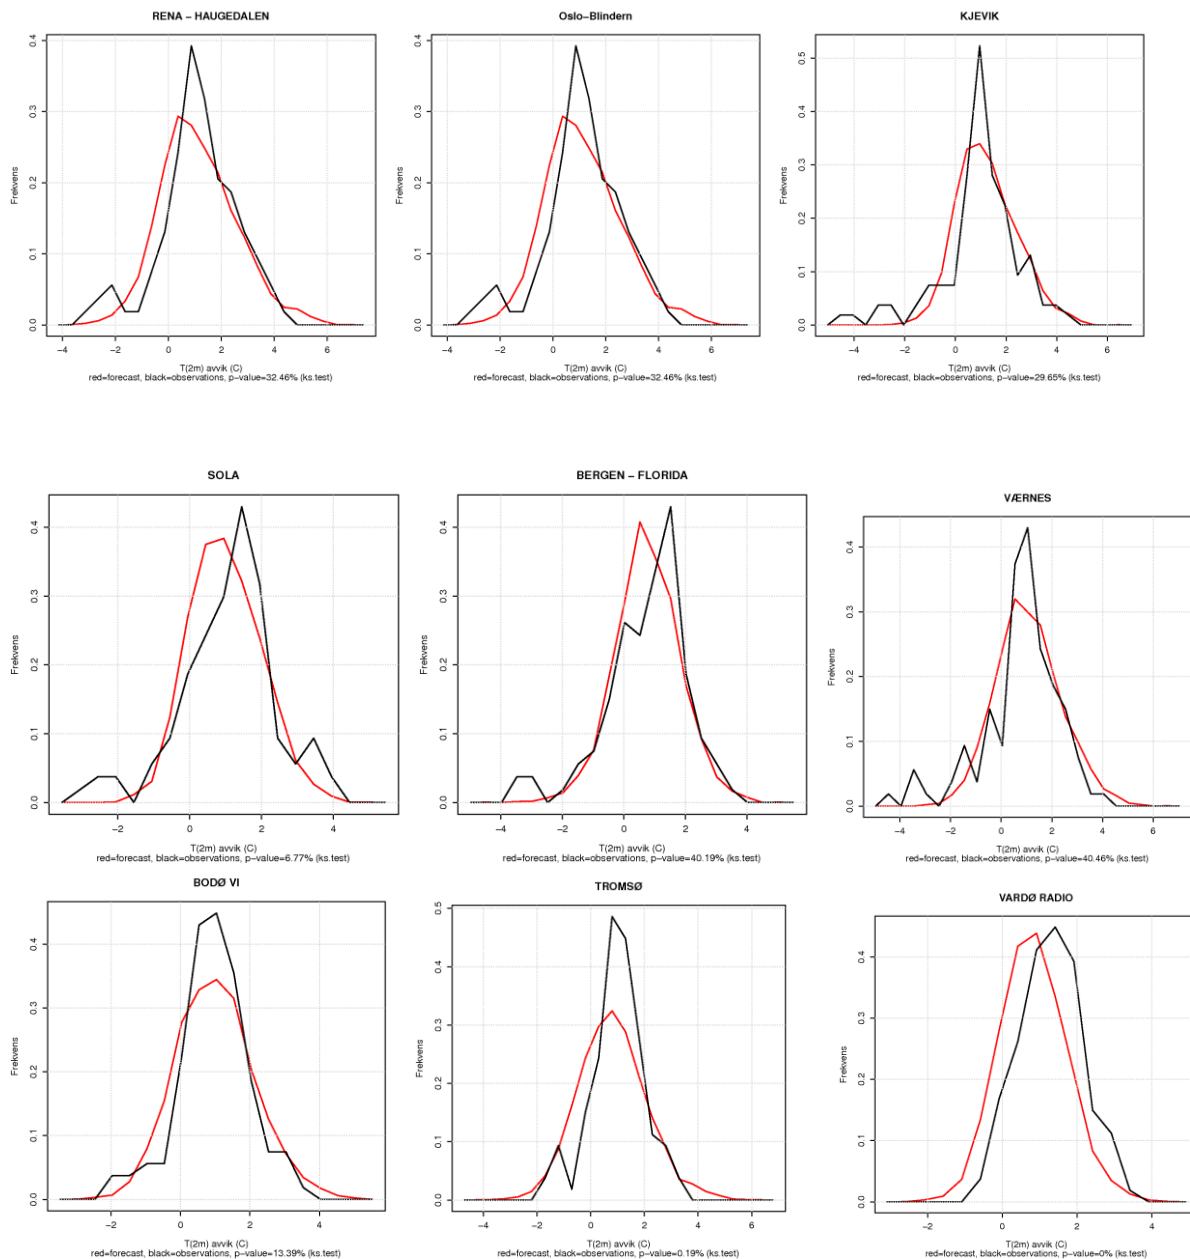 RENA – HAUGEDALEN
Frekvens
0.0 0.1 0.2 0.3 0.4
−4 −2 0 2 4 6
T(2m) avvik (C)
red=forecast, black=observations, p−value=32.46% (ks.test)
Oslo–Blindern
Frekvens
0.0 0.1 0.2 0.3 0.4
−4 −2 0 2 4 6
T(2m) avvik (C)
red=forecast, black=observations, p−value=32.46% (ks.test)
KJEVIK
Frekvens
0.0 0.1 0.2 0.3 0.4 0.5
−4 −2 0 2 4 6
T(2m) avvik (C)
red=forecast, black=observations, p−value=29.65% (ks.test)
SOLA
Frekvens
0.0 0.1 0.2 0.3 0.4
−2 0 2 4
T(2m) avvik (C)
red=forecast, black=observations, p−value=6.77% (ks.test)
BERGEN – FLORIDA
Frekvens
0.0 0.1 0.2 0.3 0.4
−4 −2 0 2 4
T(2m) avvik (C)
red=forecast, black=observations, p−value=40.19% (ks.test)
VÆRNES
Frekvens
0.0 0.1 0.2 0.3 0.4
−4 −2 0 2 4 6
T(2m) avvik (C)
red=forecast, black=observations, p−value=40.46% (ks.test)
BODØ VI
Frekvens
0.0 0.1 0.2 0.3 0.4
−2 0 2 4
T(2m) avvik (C)
red=forecast, black=observations, p−value=13.39% (ks.test)
TROMSØ
Frekvens
0.0 0.1 0.2 0.3 0.4 0.5
−4 −2 0 2 4 6
T(2m) avvik (C)
red=forecast, black=observations, p−value=0.19% (ks.test)
VARDØ RADIO
Frekvens
0.0 0.1 0.2 0.3 0.4
−2 0 2 4
T(2m) avvik (C)
red=forecast, black=observations, p−value=0% (ks.test)